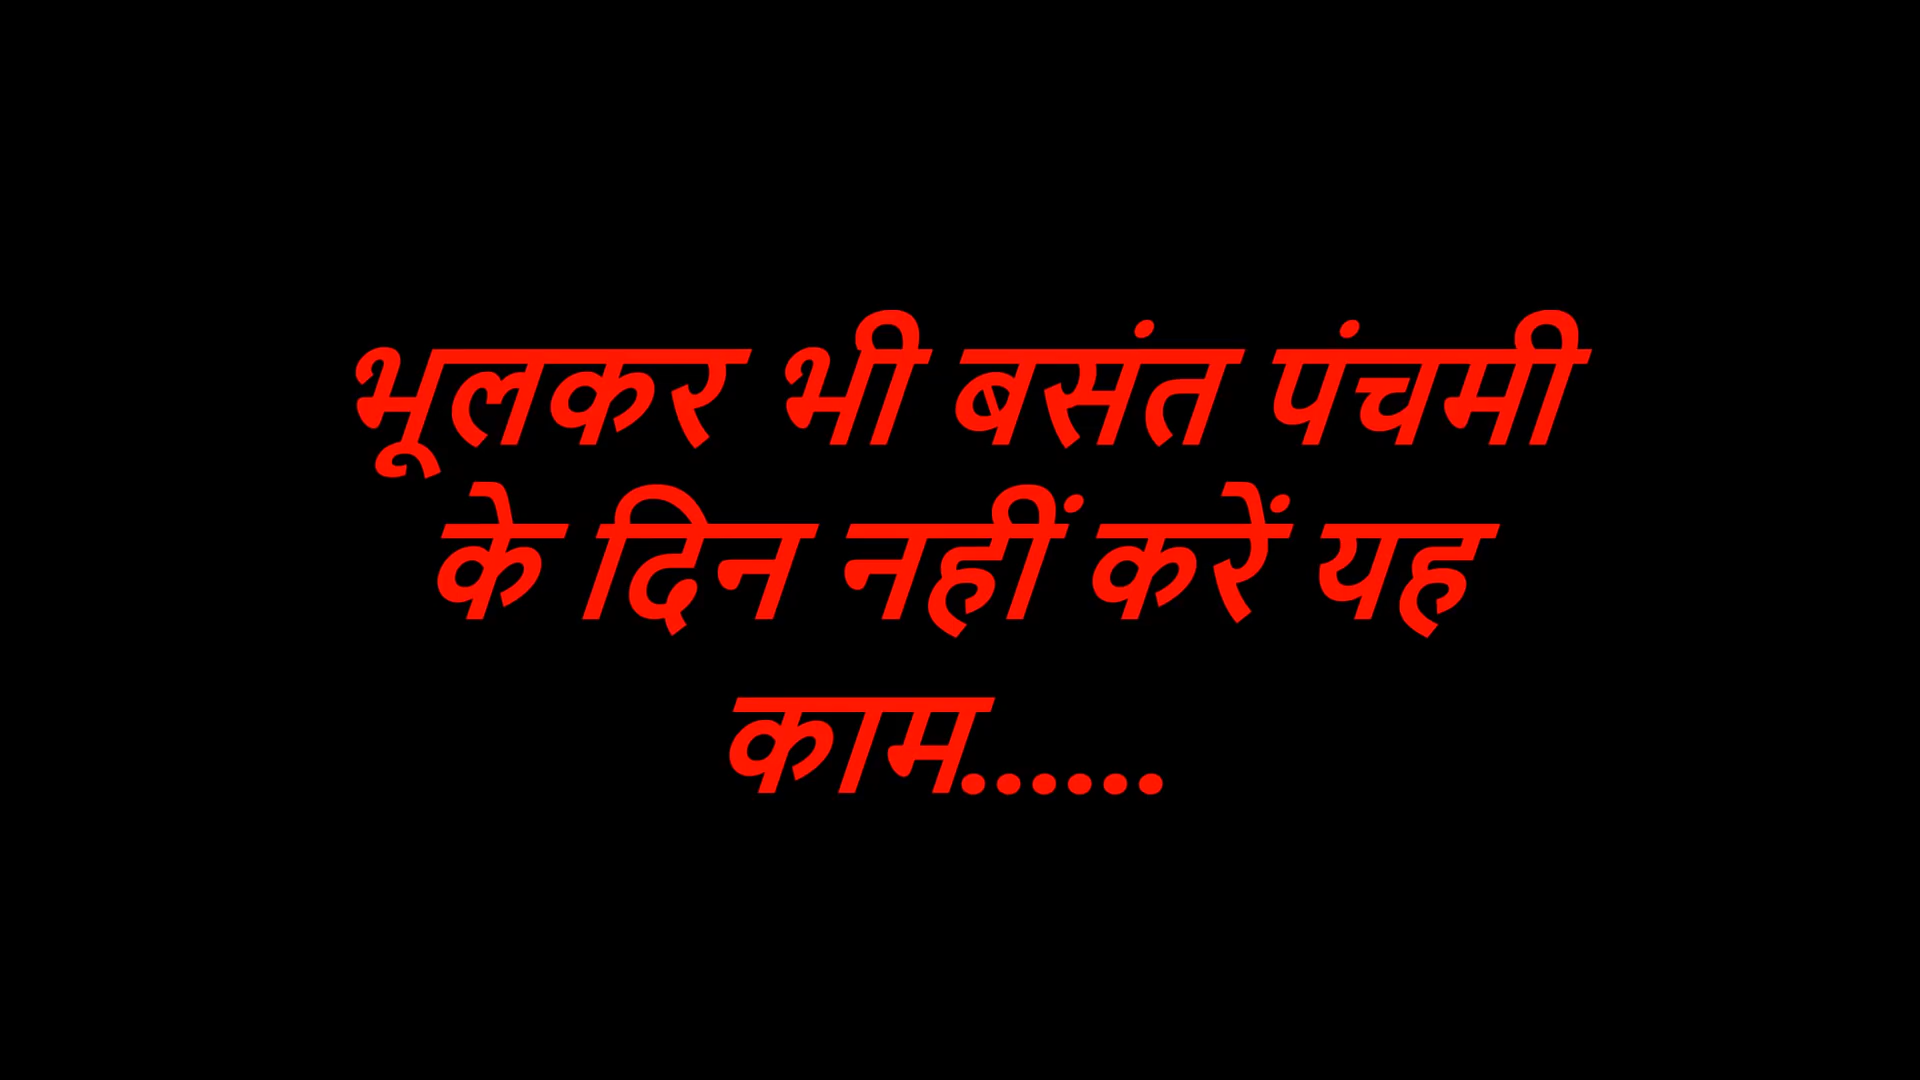 भूलकर भी बसंत पंचमी
के दिन नहीं करें यह
काम......